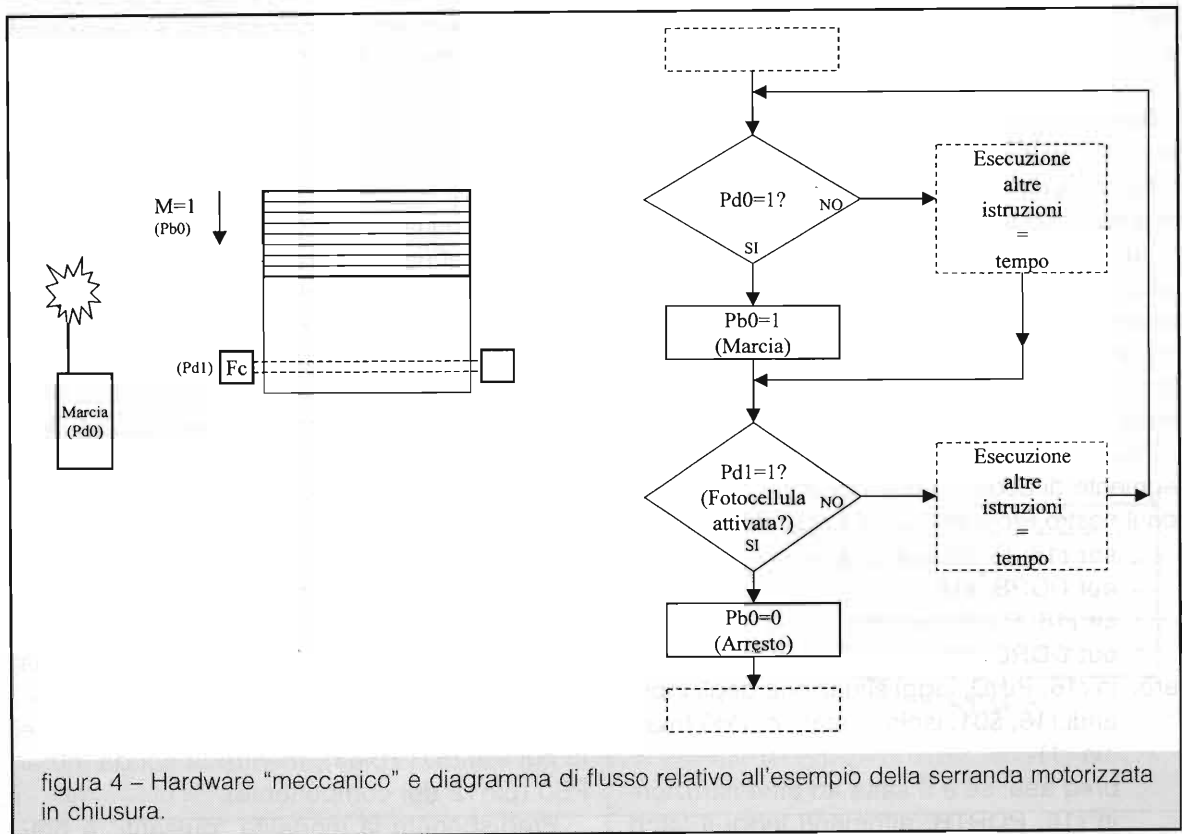 M=1
(Pb0)
(Pd1)
Fc
Marcia
(Pd0)
Pd0=1?
NO
SI
Esecuzione
altre
istruzioni
=
tempo
Pb0=1
(Marcia)
Pd1=1?
(Fotocellula
attivata?)
NO
SI
Esecuzione
altre
istruzioni
=
tempo
Pb0=0
(Arresto)
figura 4 – Hardware "meccanico" e diagramma di flusso relativo all'esempio della serranda motorizzata
in chiusura.